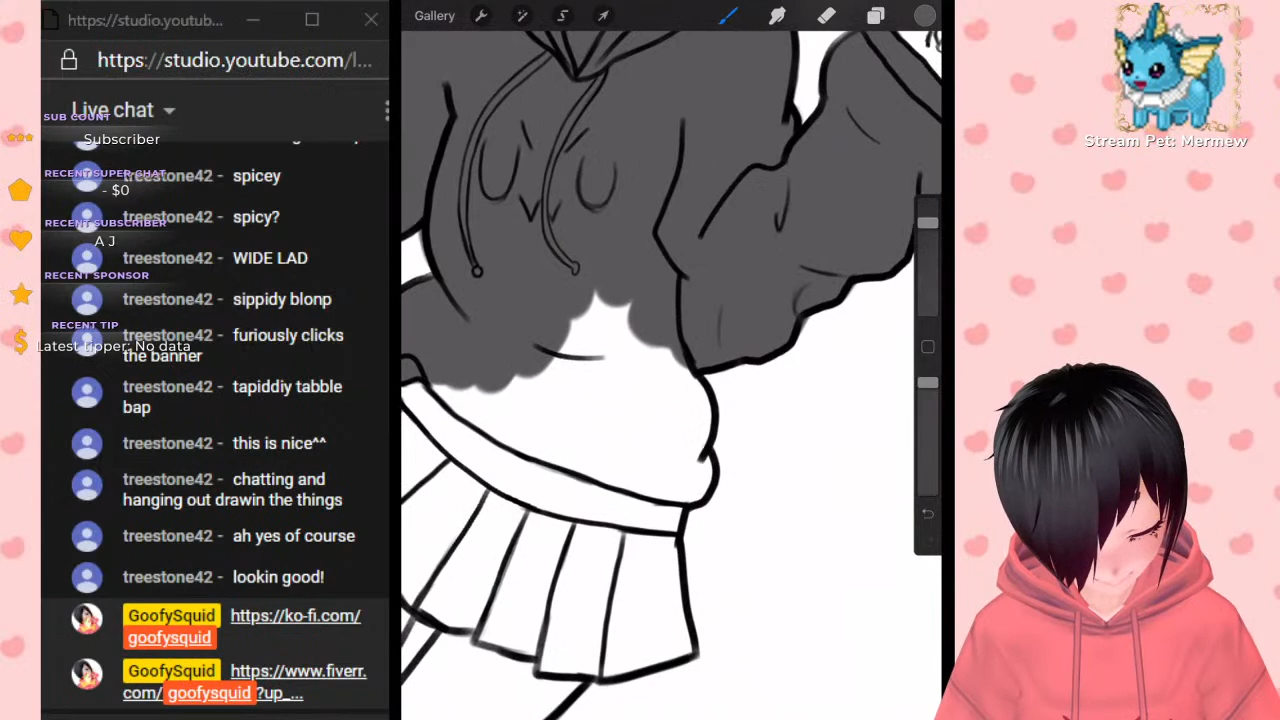 https://studio.youtub...
https://studio.youtube.com/l...
Live chat
SUB COUNT
Subscriber
RECENT SUPER CHAT
- $0
treestone42 - spicey
treestone42 - spicy?
RECENT SUBSCRIBER
A J
treestone42 - WIDE LAD
RECENT SPONSOR
treestone42 - sippidy blonp
RECENT TIP
Latest tipper: No data
treestone42 - furiously clicks
the banner
treestone42 - tapiddiy tabble
bap
treestone42 - this is nice^^
treestone42 - chatting and
hanging out drawin the things
treestone42 - ah yes of course
treestone42 - lookin good!
GoofySquid https://ko-fi.com/
goofysquid
GoofySquid https://www.fiverr.
com/goofysquid?up_...
Gallery
Stream Pet: Mermew